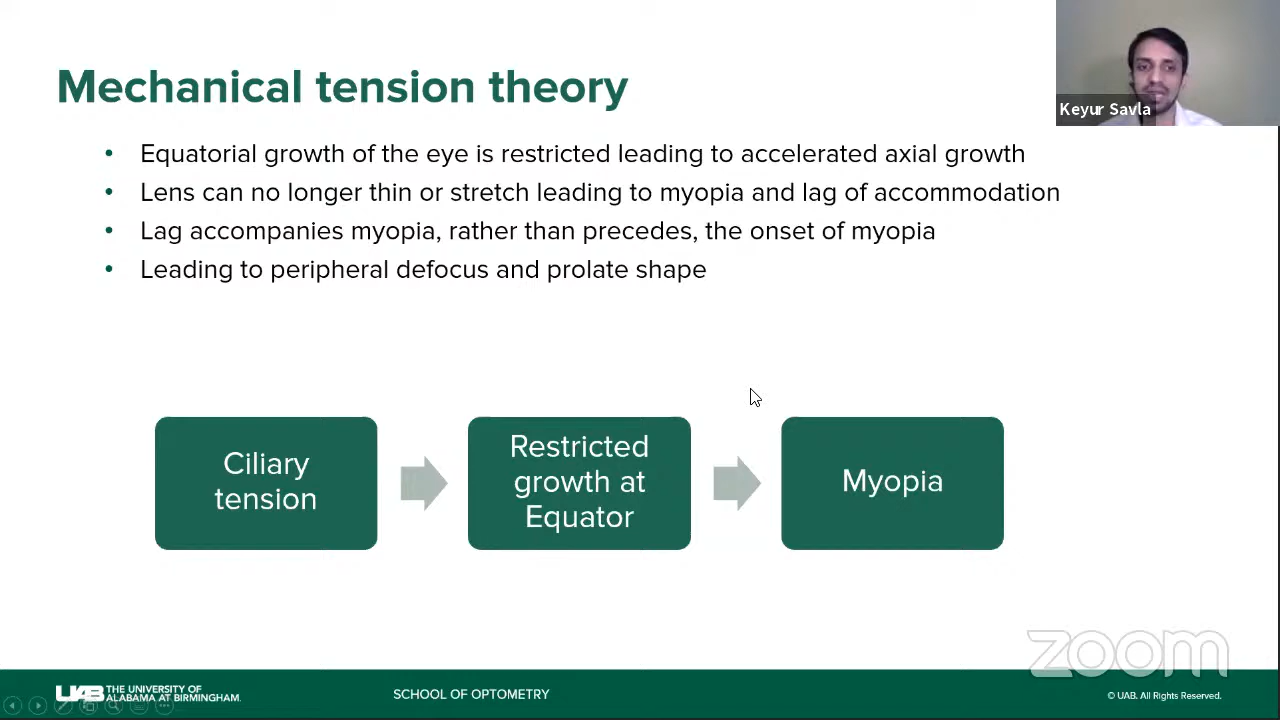 Mechanical tension theory
Keyur Savla
• Equatorial growth of the eye is restricted leading to accelerated axial growth
• Lens can no longer thin or stretch leading to myopia and lag of accommodation
• Lag accompanies myopia, rather than precedes, the onset of myopia
• Leading to peripheral defocus and prolate shape
Ciliary
tension
Restricted
growth at
Equator
Myopia
zoom
UAB THE UNIVERSITY OF
ALABAMA AT BIRMINGHAM.
SCHOOL OF OPTOMETRY
© UAB. All Rights Reserved.